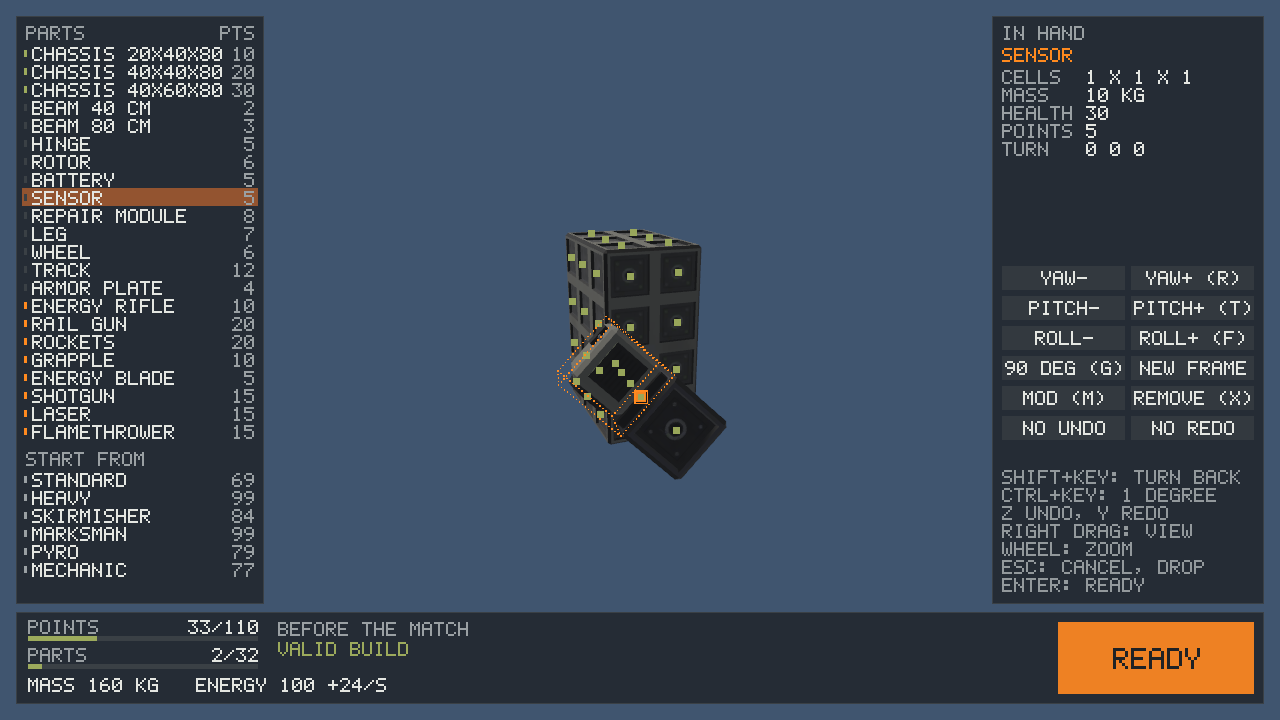 PARTS PTS
CHASSIS 20X40X80 10
CHASSIS 40X40X80 20
CHASSIS 40X60X80 30
BEAM 40 CM 2
BEAM 80 CM 3
HINGE 5
ROTOR 6
BATTERY 5
SENSOR 5
REPAIR MODULE 8
LEG 7
WHEEL 6
TRACK 12
ARMOR PLATE 4
ENERGY RIFLE 10
RAIL GUN 20
ROCKETS 20
GRAPPLE 10
ENERGY BLADE 5
SHOTGUN 15
LASER 15
FLAMETHROWER 15
START FROM
STANDARD 69
HEAVY 99
SKIRMISHER 84
MARKSMAN 99
PYRO 79
MECHANIC 77
IN HAND
SENSOR
CELLS 1 X 1 X 1
MASS 10 KG
HEALTH 30
POINTS 5
TURN 0 0 0
YAW- YAW+ (R)
PITCH- PITCH+ (T)
ROLL- ROLL+ (F)
90 DEG (G) NEW FRAME
MOD (M) REMOVE (X)
NO UNDO NO REDO
SHIFT+KEY: TURN BACK
CTRL+KEY: 1 DEGREE
Z UNDO, Y REDO
RIGHT DRAG: VIEW
WHEEL: ZOOM
ESC: CANCEL, DROP
ENTER: READY
POINTS 33/110
PARTS 2/32
MASS 160 KG ENERGY 100 +24/S
BEFORE THE MATCH
VALID BUILD
READY